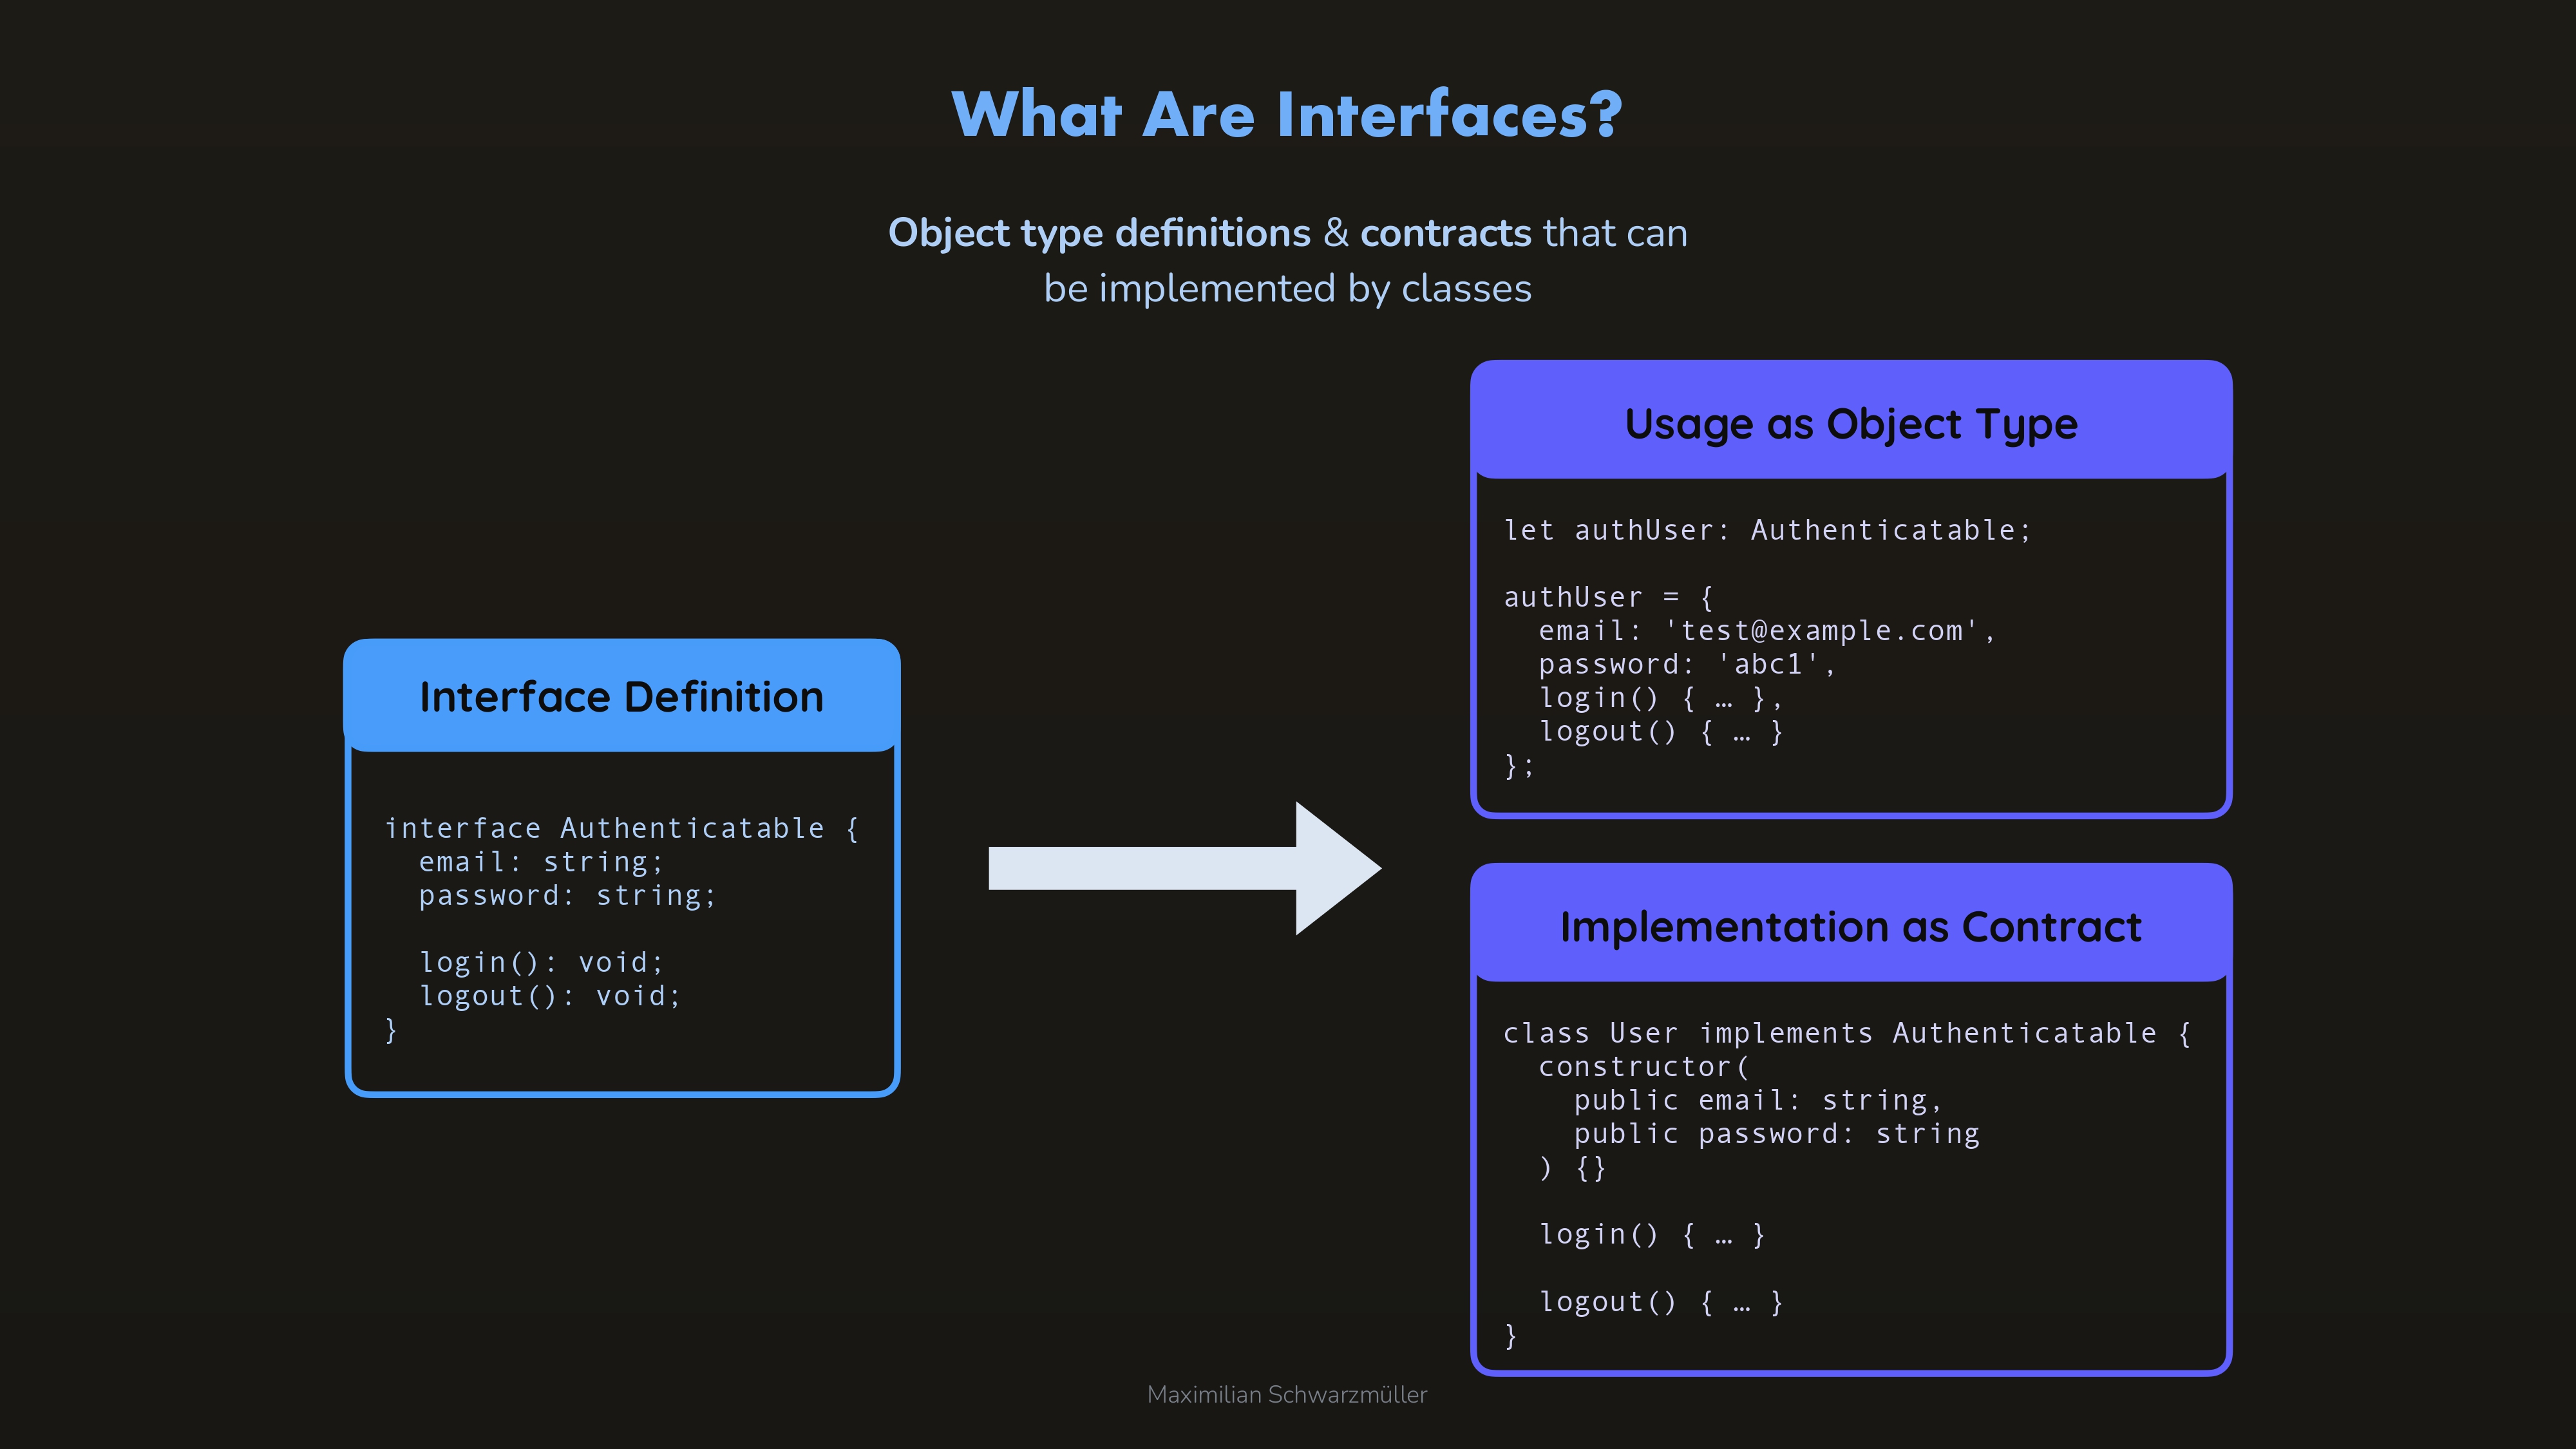 What Are Interfaces?
Object type definitions & contracts that can
be implemented by classes
Interface Definition
interface Authenticatable {
  email: string;
  password: string;

  login(): void;
  logout(): void;
}
Usage as Object Type
let authUser: Authenticatable;

authUser = {
  email: 'test@example.com',
  password: 'abc1',
  login() { … },
  logout() { … }
};
Implementation as Contract
class User implements Authenticatable {
  constructor(
    public email: string,
    public password: string
  ) {}

  login() { … }

  logout() { … }
}
Maximilian Schwarzmüller